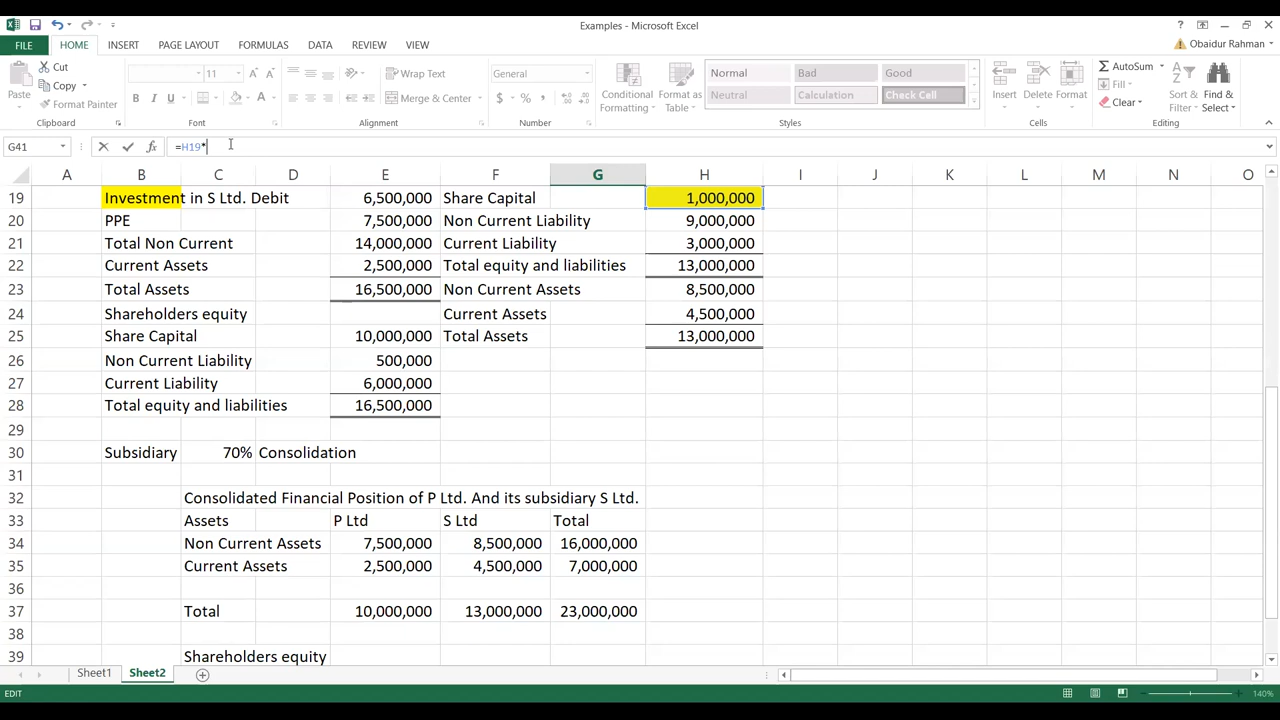 Examples - Microsoft Excel
FILE HOME INSERT PAGE LAYOUT FORMULAS DATA REVIEW VIEW Obaidur Rahman
Paste Cut Copy Format Painter Clipboard
11 B I U A Font
Wrap Text Merge & Center Alignment
General $ % , Number
Conditional Formatting Format as Table Normal Bad Good Neutral Calculation Check Cell Styles
Insert Delete Format Cells
AutoSum Fill Clear Sort & Filter Find & Select Editing
G41 fx =H19*
A B C D E F G H I J K L M N O
19 Investment in S Ltd. Debit 6,500,000 Share Capital 1,000,000
20 PPE 7,500,000 Non Current Liability 9,000,000
21 Total Non Current 14,000,000 Current Liability 3,000,000
22 Current Assets 2,500,000 Total equity and liabilities 13,000,000
23 Total Assets 16,500,000 Non Current Assets 8,500,000
24 Shareholders equity Current Assets 4,500,000
25 Share Capital 10,000,000 Total Assets 13,000,000
26 Non Current Liability 500,000
27 Current Liability 6,000,000
28 Total equity and liabilities 16,500,000
29
30 Subsidiary 70% Consolidation
31
32 Consolidated Financial Position of P Ltd. And its subsidiary S Ltd.
33 Assets P Ltd S Ltd Total
34 Non Current Assets 7,500,000 8,500,000 16,000,000
35 Current Assets 2,500,000 4,500,000 7,000,000
36
37 Total 10,000,000 13,000,000 23,000,000
38
39 Shareholders equity
Sheet1 Sheet2
EDIT 140%